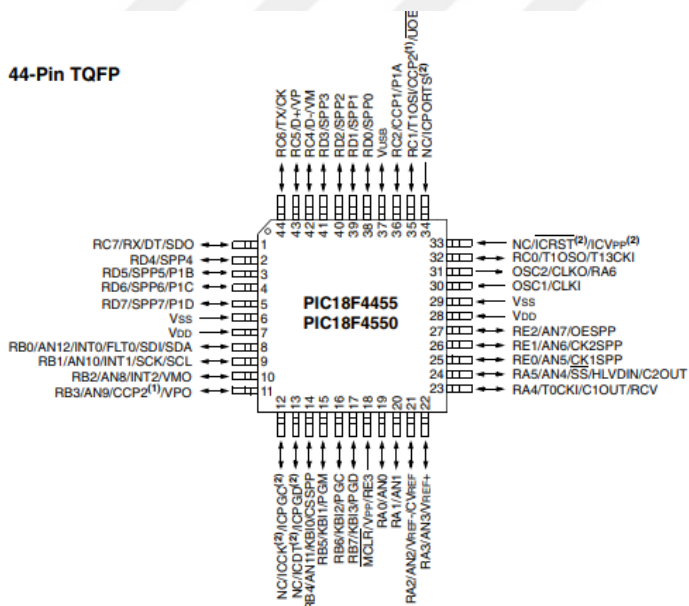 44-Pin TQFP
RC6/TX/CK
RC5/D+/VP
RC4/D-/VM
RD3/SPP3
RD2/SPP2
RD1/SPP1
RD0/SPP0
VUSB
RC2/CCP1/P1A
RC1/T1OSI/CCP2(1)/UOE
NC/ICPORTS(2)
44
43
42
41
40
39
38
37
36
35
34
RC7/RX/DT/SDO 1
RD4/SPP4 2
RD5/SPP5/P1B 3
RD6/SPP6/P1C 4
RD7/SPP7/P1D 5
VSS 6
VDD 7
RB0/AN12/INT0/FLT0/SDI/SDA 8
RB1/AN10/INT1/SCK/SCL 9
RB2/AN8/INT2/VMO 10
RB3/AN9/CCP2(1)/VPO 11
PIC18F4455
PIC18F4550
33 NC/ICRST(2)/ICVPP(2)
32 RC0/T1OSO/T13CKI
31 OSC2/CLKO/RA6
30 OSC1/CLKI
29 VSS
28 VDD
27 RE2/AN7/OESPP
26 RE1/AN6/CK2SPP
25 RE0/AN5/CK1SPP
24 RA5/AN4/SS/HLVDIN/C2OUT
23 RA4/T0CKI/C1OUT/RCV
12
13
14
15
16
17
18
19
20
21
22
NC/ICCK(2)/ICPGC(2)
NC/ICDT(2)/ICPGD(2)
RB4/AN11/KBI0/CSSPP
RB5/KBI1/PGM
RB6/KBI2/PGC
RB7/KBI3/PGD
MCLR/VPP/RE3
RA0/AN0
RA1/AN1
RA2/AN2/VREF-/CVREF
RA3/AN3/VREF+